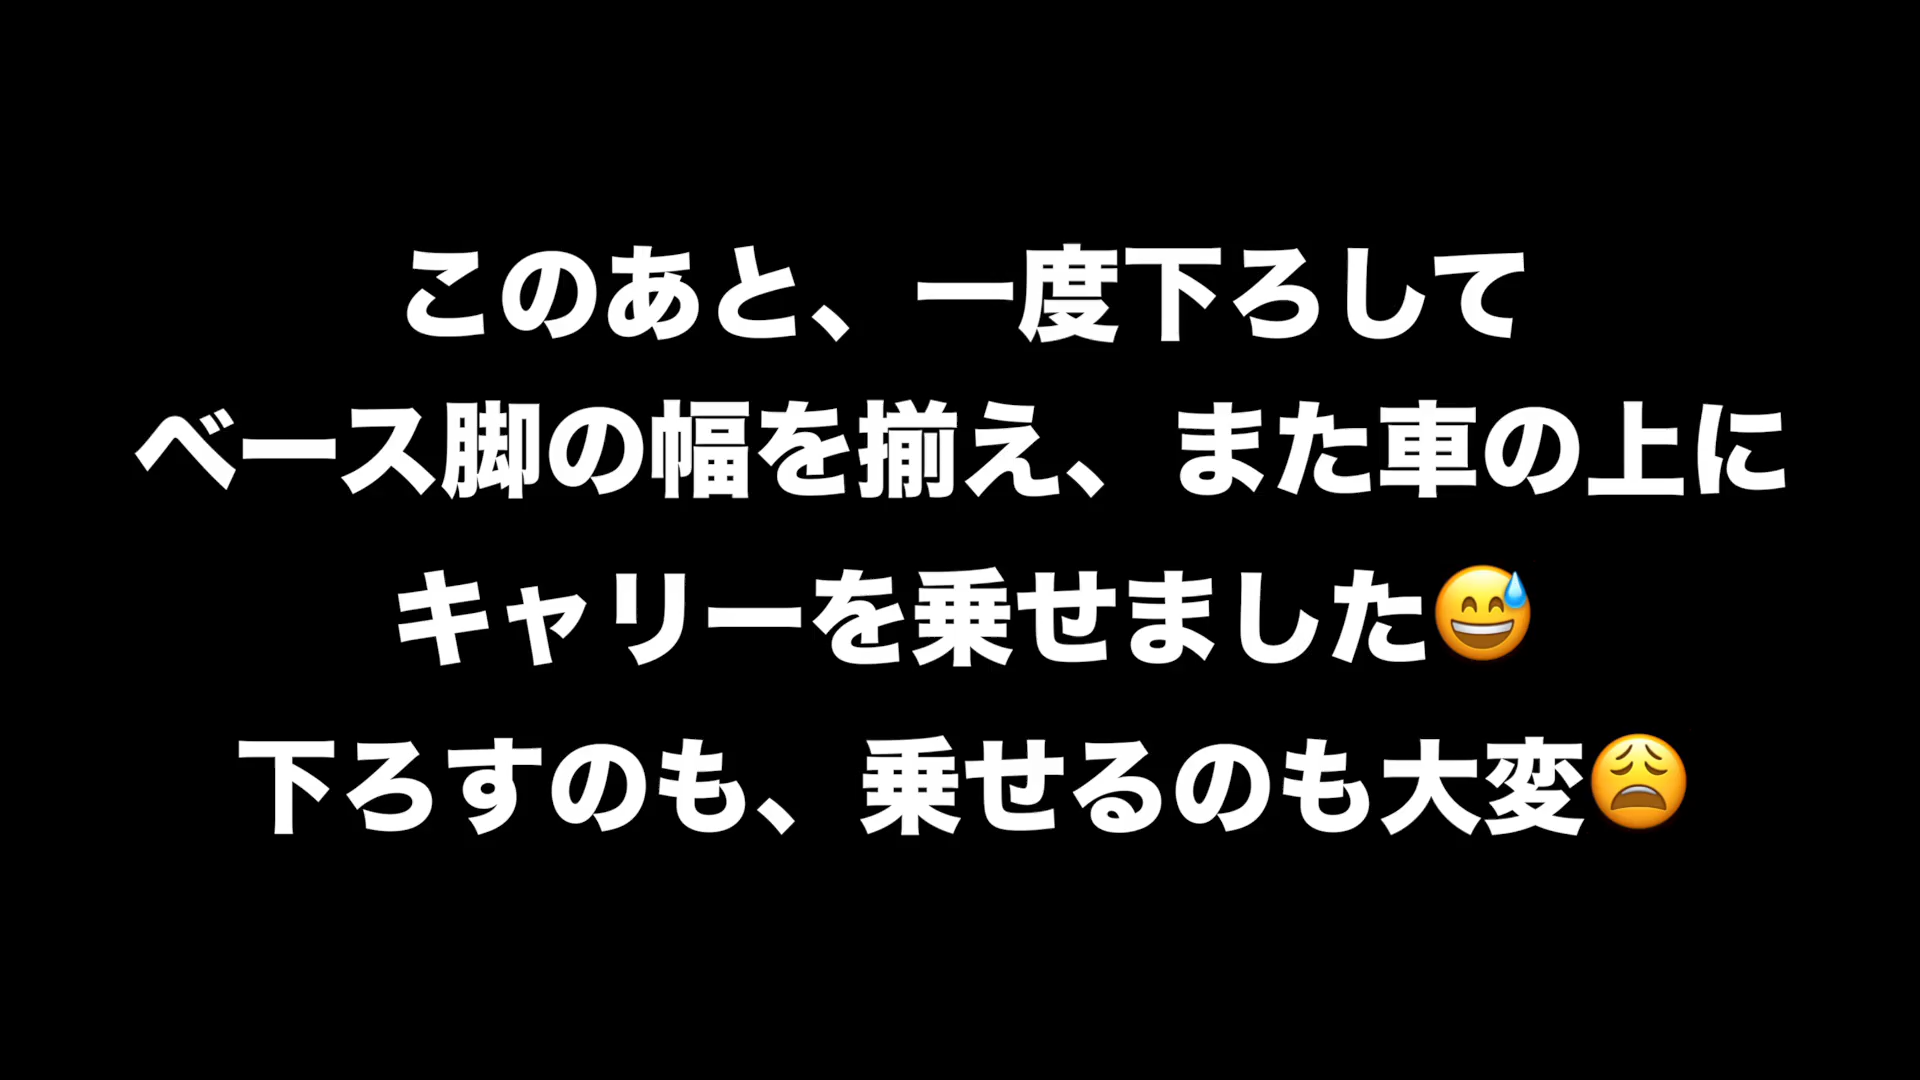 このあと、一度下ろして
ベース脚の幅を揃え、また車の上に
キャリーを乗せました😅
下ろすのも、乗せるのも大変😩